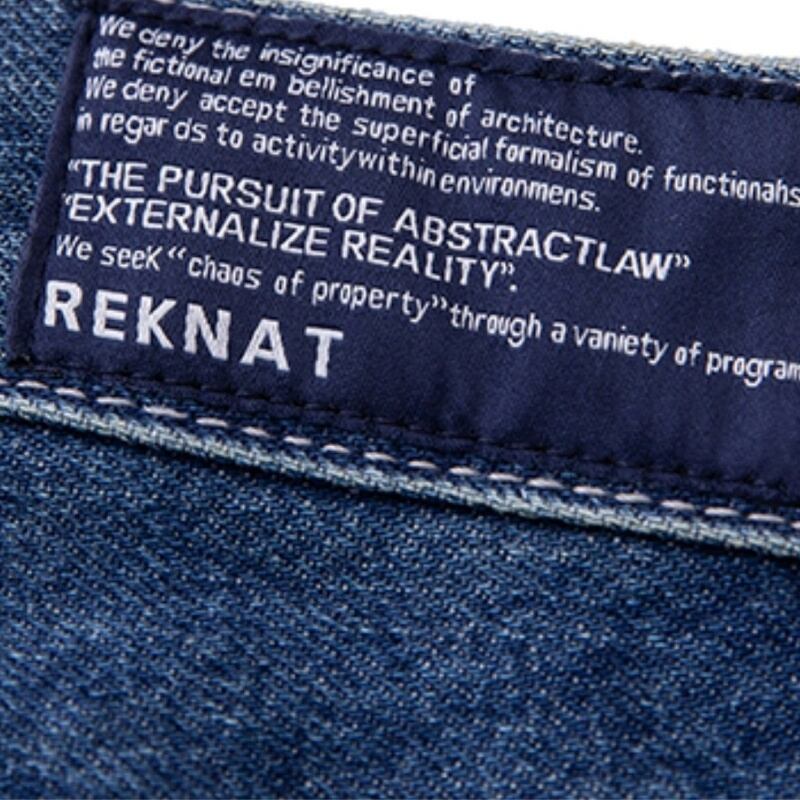 We deny the insignificance of
the fictional em bellishment of architecture.
We deny accept the superficial formalism of functionahs
in regar ds to activitywithinenvironmens.
“THE PURSUIT OF ABSTRACTLAW”
“EXTERNALIZE REALITY”.
We seeK “chaos of property” through a vaniety of program
REKNAT